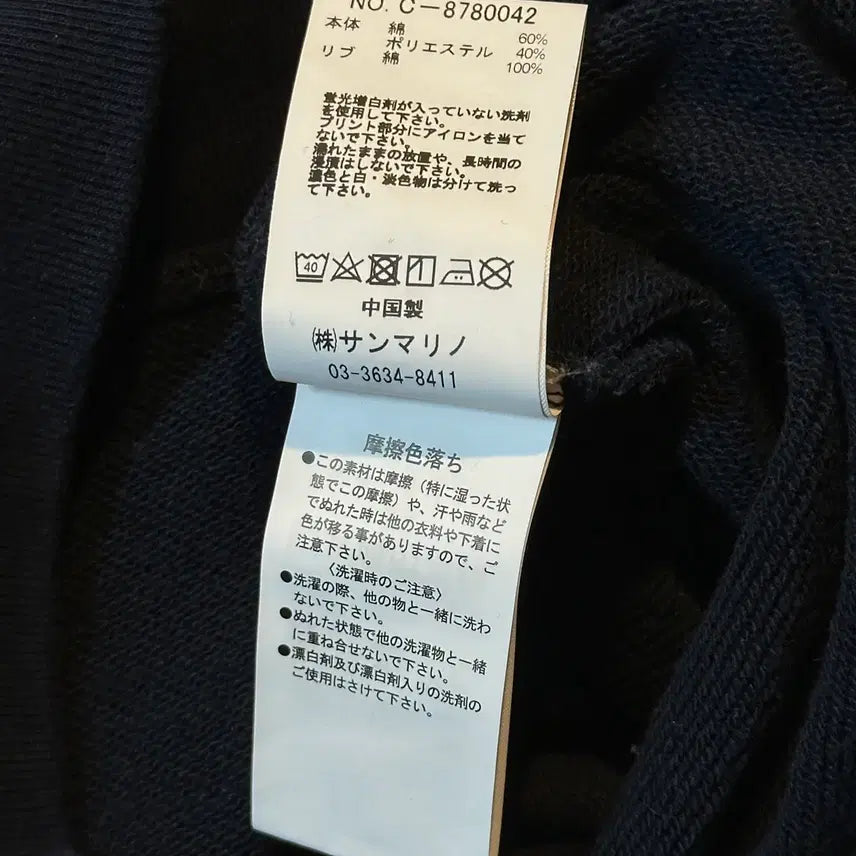 NO. C-8780042
本体 綿 60%
ポリエステル 40%
リブ 綿 100%
蛍光増白剤が入っていない洗剤
を使用して下さい。
プリント部分にアイロンを当て
ないで下さい。
濡れたままの放置や、長時間の
浸漬はしないで下さい。
濃色と白・淡色物は分けて洗っ
て下さい。
40
中国製
㈱サンマリノ
03-3634-8411
摩擦色落ち
●この素材は摩擦（特に湿った状
態でこの摩擦）や、汗や雨など
でぬれた時は他の衣料や下着に
色が移る事がありますので、ご
注意下さい。
〈洗濯時のご注意〉
●洗濯の際、他の物と一緒に洗わ
ないで下さい。
●ぬれた状態で他の洗濯物と一緒
に重ね合せないで下さい。
●漂白剤及び漂白剤入りの洗剤の
ご使用はさけて下さい。